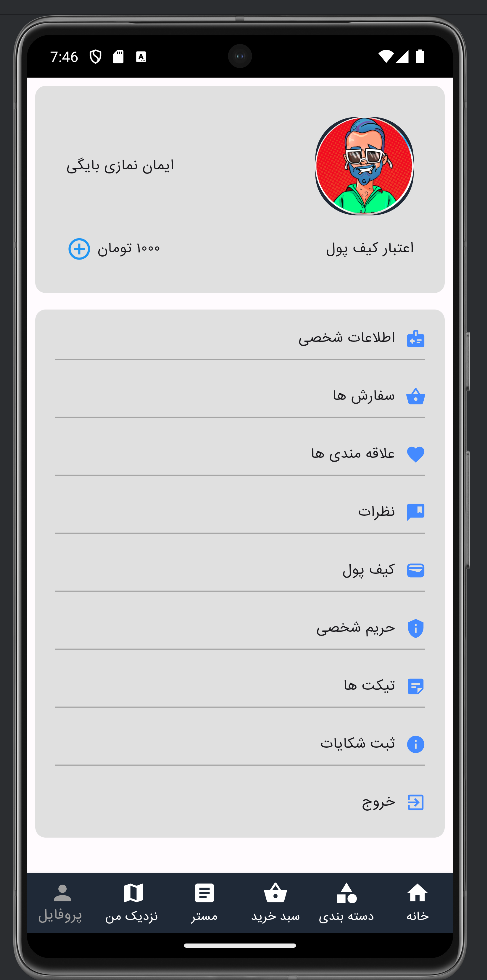 7:46
A
ایمان نمازی بایگی
اعتبار کیف پول
۱۰۰۰ تومان
اطلاعات شخصی
سفارش ها
علاقه مندی ها
نظرات
کیف پول
حریم شخصی
تیکت ها
ثبت شکایات
خروج
خانه
دسته بندی
سبد خرید
مستر
نزدیک من
پروفایل